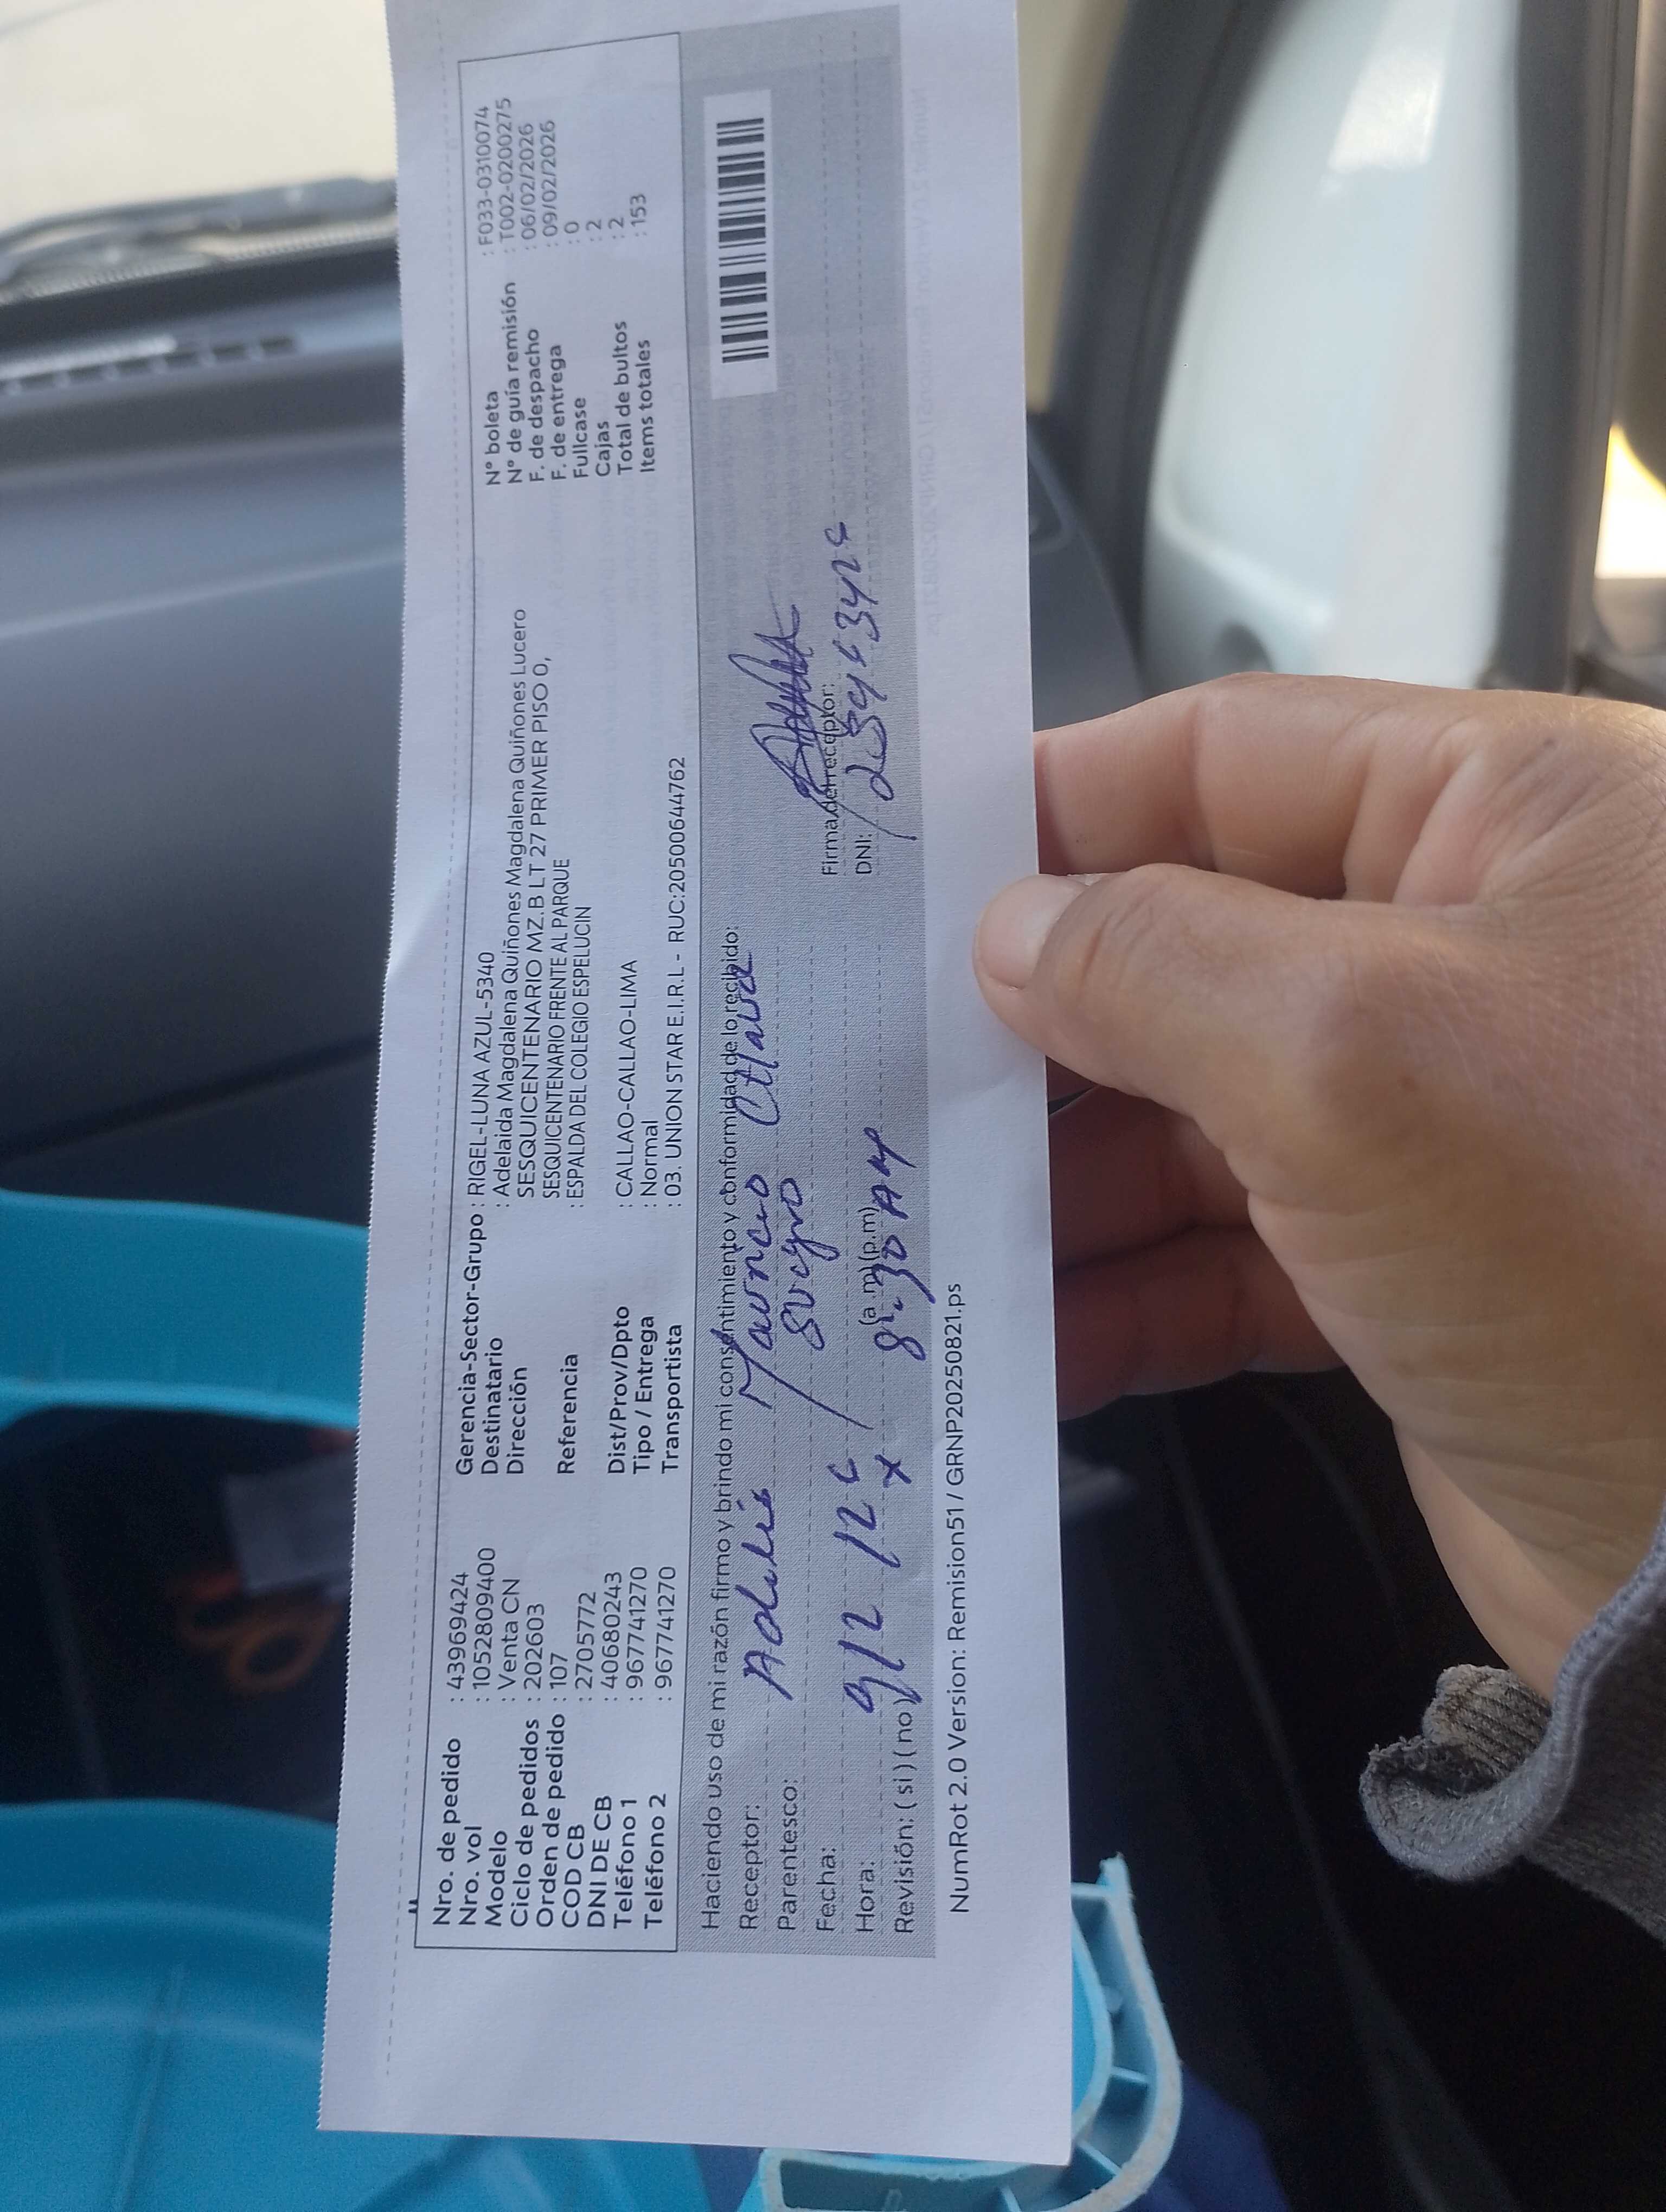 Nro. de pedido : 43969424
Nro. vol : 1052809400
Modelo : Venta CN
Ciclo de pedidos : 202603
Orden de pedido : 107
COD CB : 2705772
DNI DE CB : 40680243
Teléfono 1 : 967741270
Teléfono 2 : 967741270
Gerencia-Sector-Grupo : RIGEL-LUNA AZUL-5340
Destinatario : Adelaida Magdalena Quiñones Magdalena Quiñones Lucero
Dirección SESQUICENTENARIO MZ.B LT 27 PRIMER PISO 0,
SESQUICENTENARIO FRENTE AL PARQUE
Referencia : ESPALDA DEL COLEGIO ESPELUCIN
Dist/Prov/Dpto : CALLAO-CALLAO-LIMA
Tipo / Entrega : Normal
Transportista : 03. UNION STAR E.I.R.L - RUC:20500644762
N° boleta : F033-0310074
N° de guía remisión : T002-0200275
F. de despacho : 06/02/2026
F. de entrega : 09/02/2026
Fullcase : 0
Cajas : 2
Total de bultos : 2
Items totales : 153
Haciendo uso de mi razón firmo y brindo mi consentimiento y conformidad de lo recibido:
Receptor:
Parentesco: suegro
Fecha: 9/2/26
Hora: (a.m)(p.m) 8:30 AM
Revisión: (si)(no)
Firma del receptor:
DNI:
NumRot 2.0 Version: Remision51 / GRNP20250821.ps